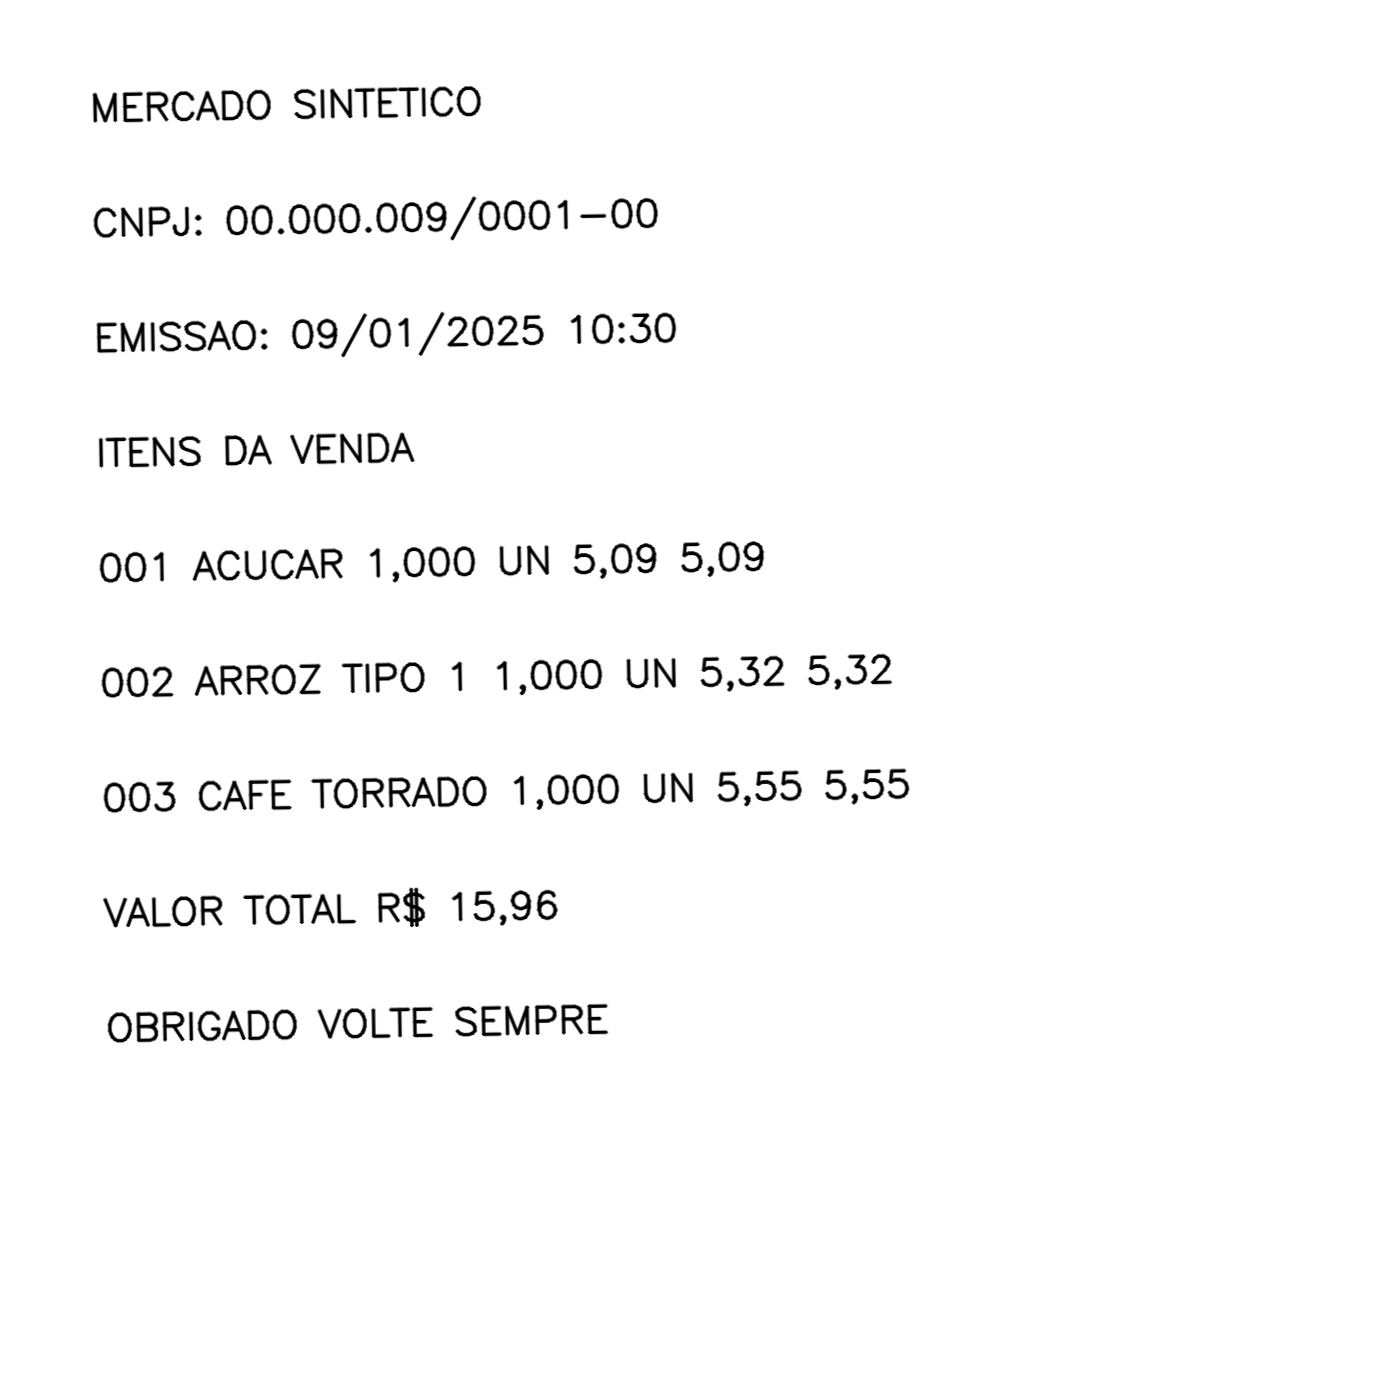 MERCADO SINTETICO
CNPJ: 00.000.009/0001-00
EMISSAO: 09/01/2025 10:30
ITENS DA VENDA
001 ACUCAR 1,000 UN 5,09 5,09
002 ARROZ TIPO 1 1,000 UN 5,32 5,32
003 CAFE TORRADO 1,000 UN 5,55 5,55
VALOR TOTAL R$ 15,96
OBRIGADO VOLTE SEMPRE